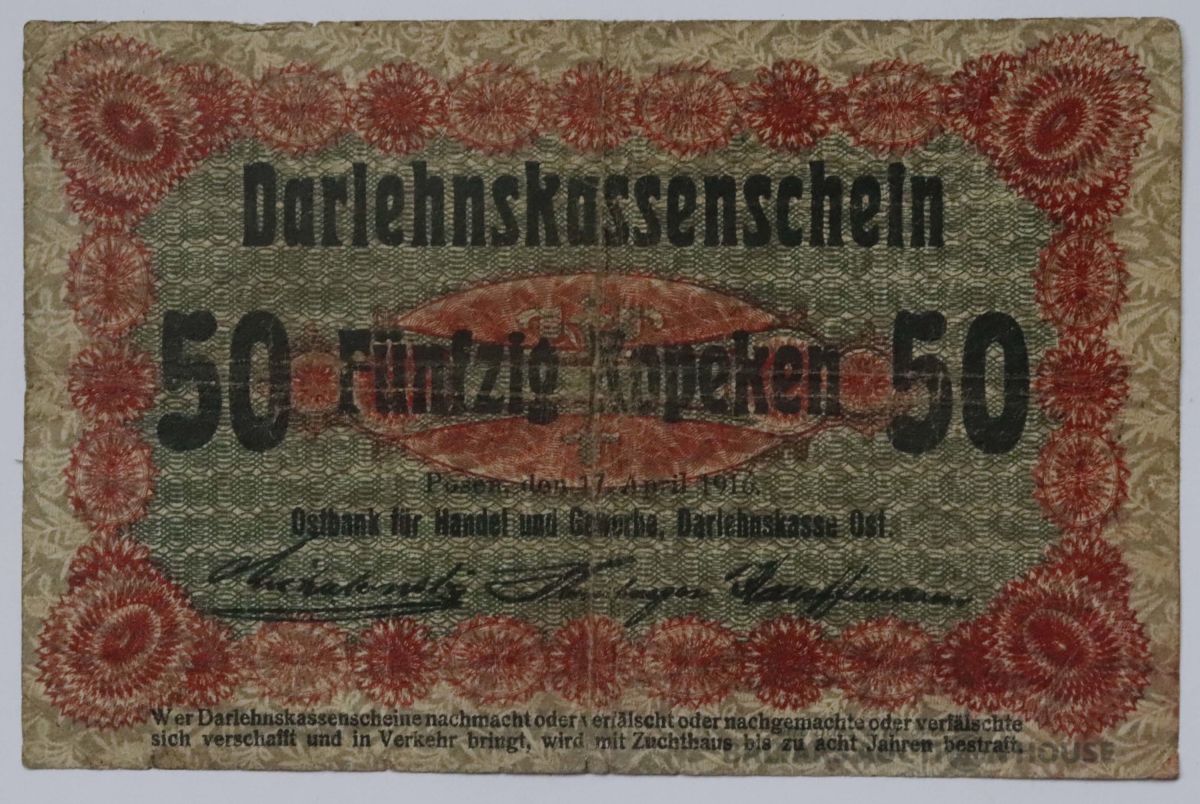 Darlehnskassenschein
50 Fünfzig Kopeken 50
Posen, den 17. April 1916.
Ostbank für Handel und Gewerbe, Darlehnskasse Ost.
Kauffmann
Wer Darlehnskassenscheine nachmacht oder verfälscht oder nachgemachte oder verfälschte
sich verschafft und in Verkehr bringt, wird mit Zuchthaus bis zu acht Jahren bestraft.
HOUSE